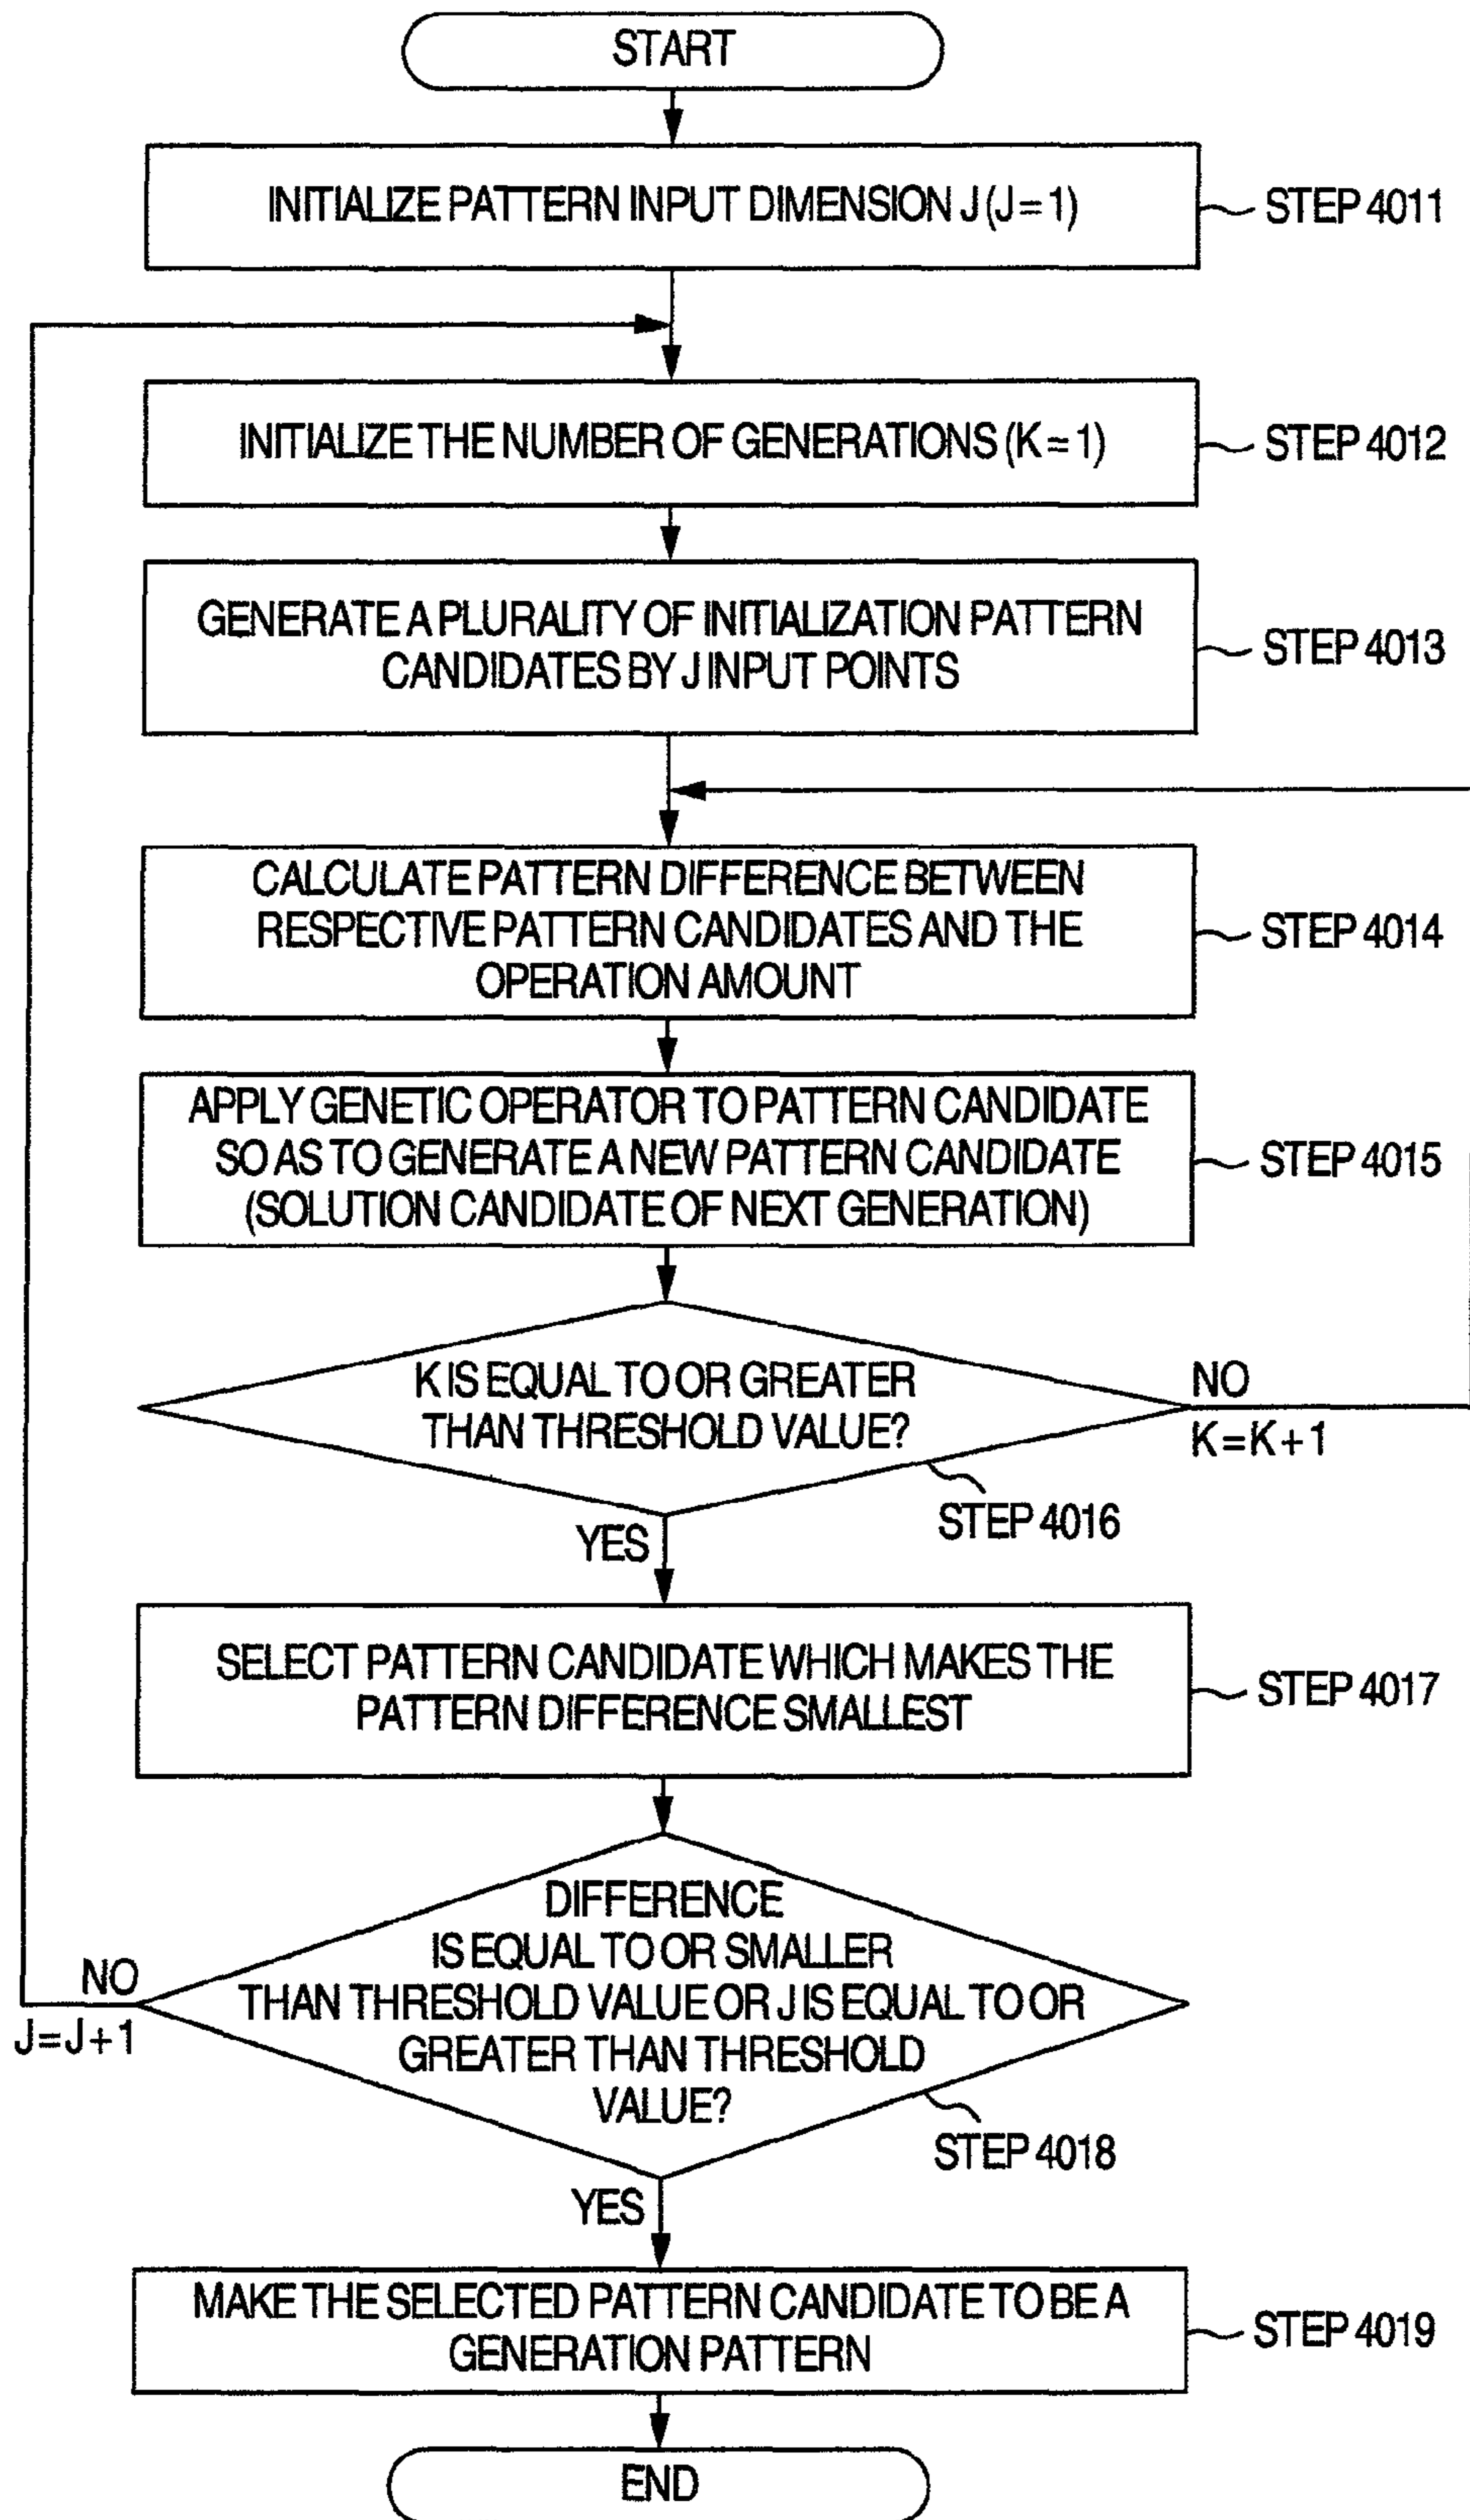 START
INITIALIZE PATTERN INPUT DIMENSION J (J=1)
STEP 4011
INITIALIZE THE NUMBER OF GENERATIONS (K=1)
STEP 4012
GENERATE A PLURALITY OF INITIALIZATION PATTERN
CANDIDATES BY J INPUT POINTS
STEP 4013
CALCULATE PATTERN DIFFERENCE BETWEEN
RESPECTIVE PATTERN CANDIDATES AND THE
OPERATION AMOUNT
STEP 4014
APPLY GENETIC OPERATOR TO PATTERN CANDIDATE
SO AS TO GENERATE A NEW PATTERN CANDIDATE
(SOLUTION CANDIDATE OF NEXT GENERATION)
STEP 4015
K IS EQUAL TO OR GREATER
THAN THRESHOLD VALUE?
NO
K=K+1
STEP 4016
YES
SELECT PATTERN CANDIDATE WHICH MAKES THE
PATTERN DIFFERENCE SMALLEST
STEP 4017
DIFFERENCE
IS EQUAL TO OR SMALLER
THAN THRESHOLD VALUE OR J IS EQUAL TO OR
GREATER THAN THRESHOLD
VALUE?
NO
J=J+1
STEP 4018
YES
MAKE THE SELECTED PATTERN CANDIDATE TO BE A
GENERATION PATTERN
STEP 4019
END